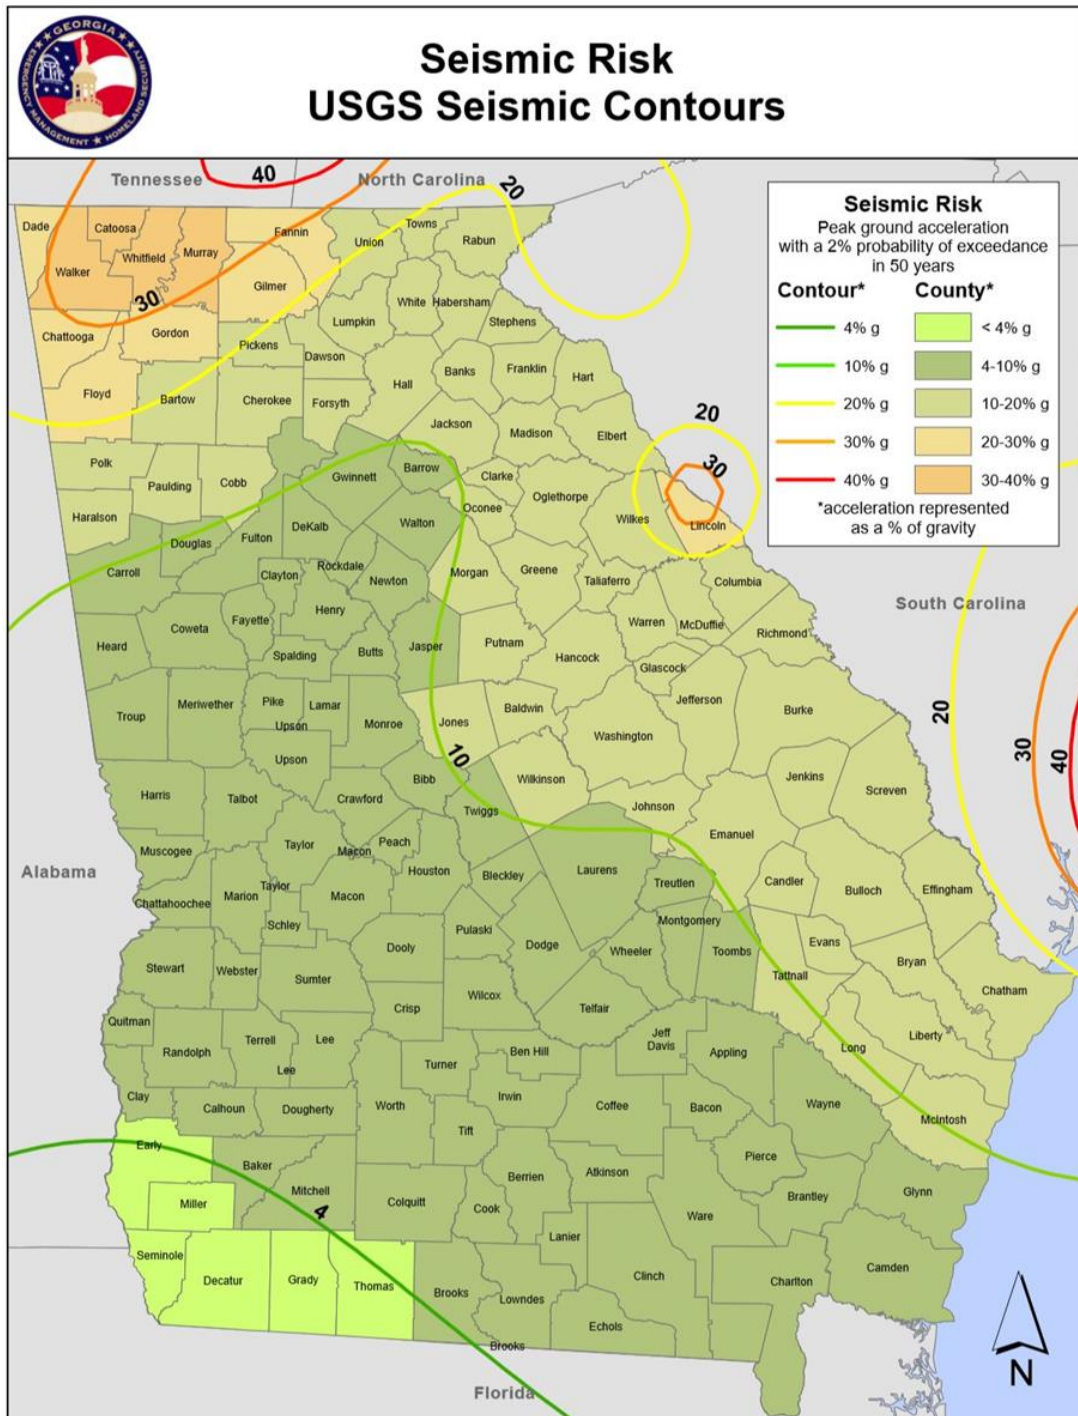 GEORGIA
EMERGENCY MANAGEMENT ★ HOMELAND SECURITY
Seismic Risk
USGS Seismic Contours
Tennessee
40
North Carolina
20
Seismic Risk
Peak ground acceleration
with a 2% probability of exceedance
in 50 years
Contour* County*
4% g < 4% g
10% g 4-10% g
20% g 10-20% g
30% g 20-30% g
40% g 30-40% g
*acceleration represented
as a % of gravity
Dade
Catoosa
Whitfield
Murray
Walker
Fannin
Union
Towns
Rabun
Gilmer
30
White
Habersham
Lumpkin
Stephens
Chattooga
Gordon
Pickens
Dawson
Banks
Franklin
Hart
Hall
Floyd
Bartow
Cherokee
Forsyth
Jackson
Madison
Elbert
20
30
Polk
Paulding
Cobb
Gwinnett
Barrow
Clarke
Oglethorpe
Oconee
Wilkes
Lincoln
Haralson
Douglas
Fulton
DeKalb
Walton
Carroll
Clayton
Rockdale
Newton
Morgan
Greene
Taliaferro
Columbia
South Carolina
Heard
Coweta
Fayette
Henry
Spalding
Butts
Jasper
Putnam
Hancock
Warren
McDuffie
Richmond
Glascock
Jefferson
Troup
Meriwether
Pike
Lamar
Upson
Monroe
Jones
Baldwin
Washington
Burke
20
30
40
Upson
10
Bibb
Wilkinson
Jenkins
Screven
Harris
Talbot
Crawford
Twiggs
Johnson
Emanuel
Muscogee
Taylor
Macon
Peach
Houston
Bleckley
Laurens
Treutlen
Candler
Bulloch
Effingham
Alabama
Chattahoochee
Marion
Taylor
Macon
Schley
Dooly
Pulaski
Dodge
Montgomery
Wheeler
Toombs
Evans
Bryan
Tattnall
Chatham
Stewart
Webster
Sumter
Crisp
Wilcox
Telfair
Quitman
Randolph
Terrell
Lee
Lee
Turner
Ben Hill
Jeff
Davis
Appling
Long
Liberty
Clay
Calhoun
Dougherty
Worth
Irwin
Coffee
Bacon
Wayne
McIntosh
Early
Tift
Baker
Mitchell
4
Colquitt
Berrien
Atkinson
Pierce
Brantley
Glynn
Miller
Cook
Ware
Lanier
Seminole
Decatur
Grady
Thomas
Brooks
Lowndes
Clinch
Charlton
Camden
Echols
Brooks
Florida
N